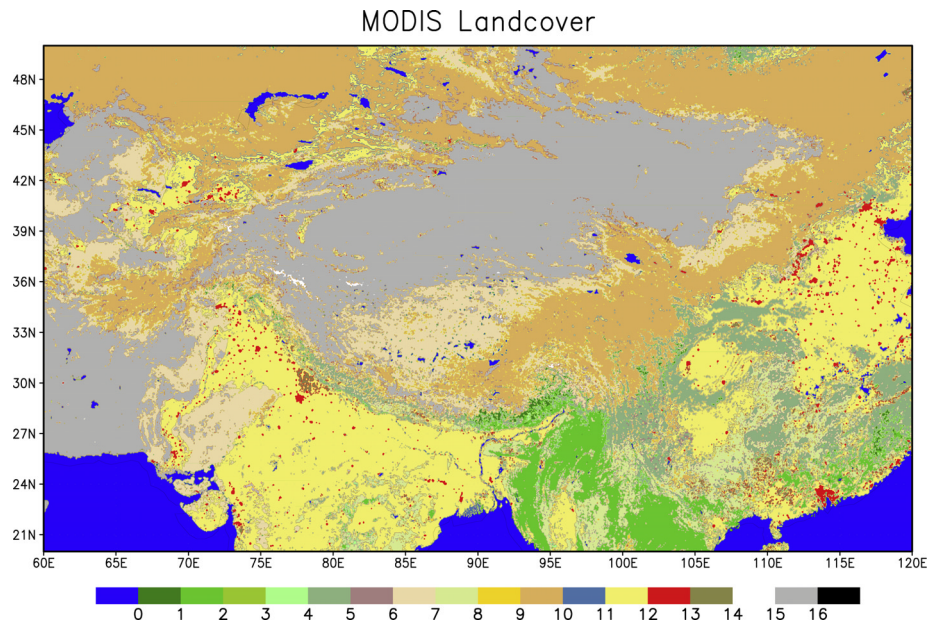 MODIS Landcover
48N
45N
42N
39N
36N
33N
30N
27N
24N
21N
60E 65E 70E 75E 80E 85E 90E 95E 100E 105E 110E 115E 120E
0 1 2 3 4 5 6 7 8 9 10 11 12 13 14 15 16